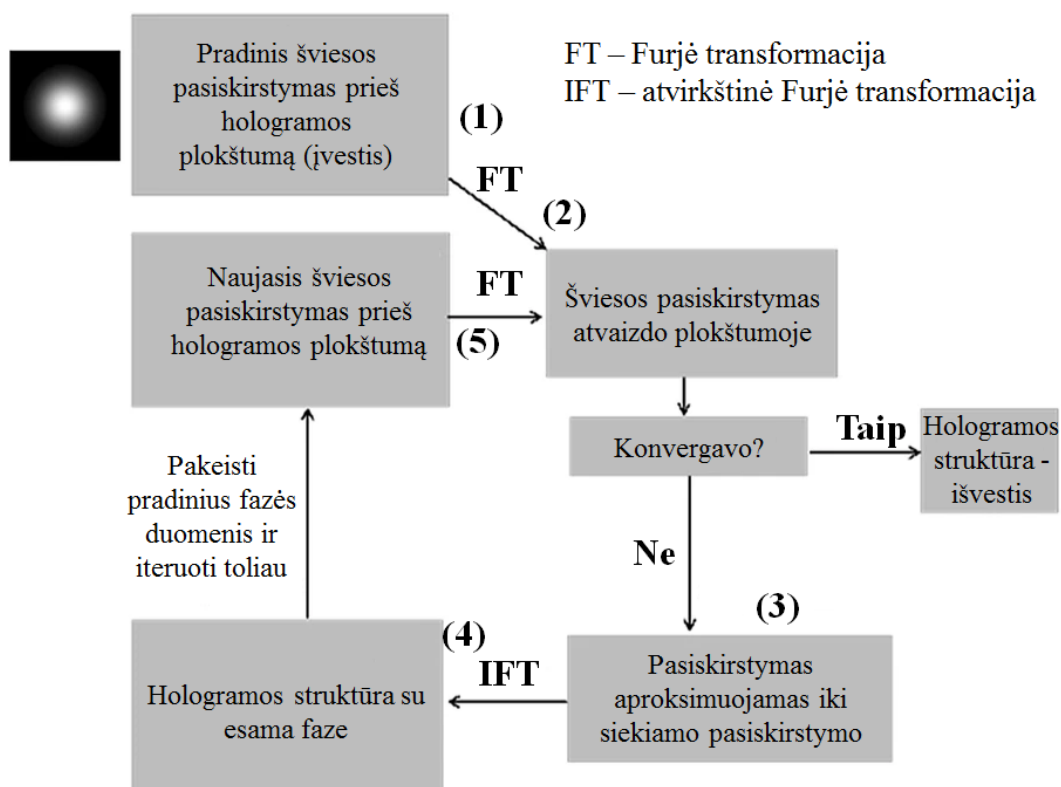 Pradinis šviesos
pasiskirstymas prieš
hologramos
plokštumą (įvestis)
FT – Furjė transformacija
IFT – atvirkštinė Furjė transformacija
(1)
FT
(2)
Naujasis šviesos
pasiskirstymas prieš
hologramos plokštumą
FT
(5)
Šviesos pasiskirstymas
atvaizdo plokštumoje
Konvergavo?
Taip
Hologramos
struktūra -
išvestis
Ne
Pakeisti
pradinius fazės
duomenis ir
iteruoti toliau
(3)
Pasiskirstymas
aproksimuojamas iki
siekiamo pasiskirstymo
(4)
IFT
Hologramos struktūra su
esama faze